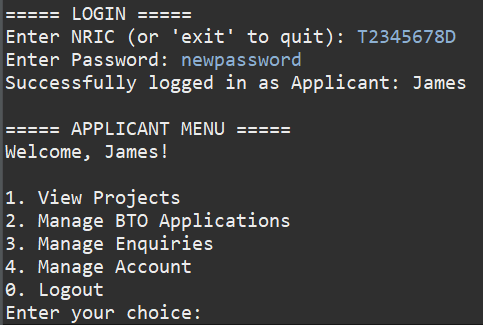 ===== LOGIN =====
Enter NRIC (or 'exit' to quit): T2345678D
Enter Password: newpassword
Successfully logged in as Applicant: James
===== APPLICANT MENU =====
Welcome, James!
1. View Projects
2. Manage BTO Applications
3. Manage Enquiries
4. Manage Account
0. Logout
Enter your choice: